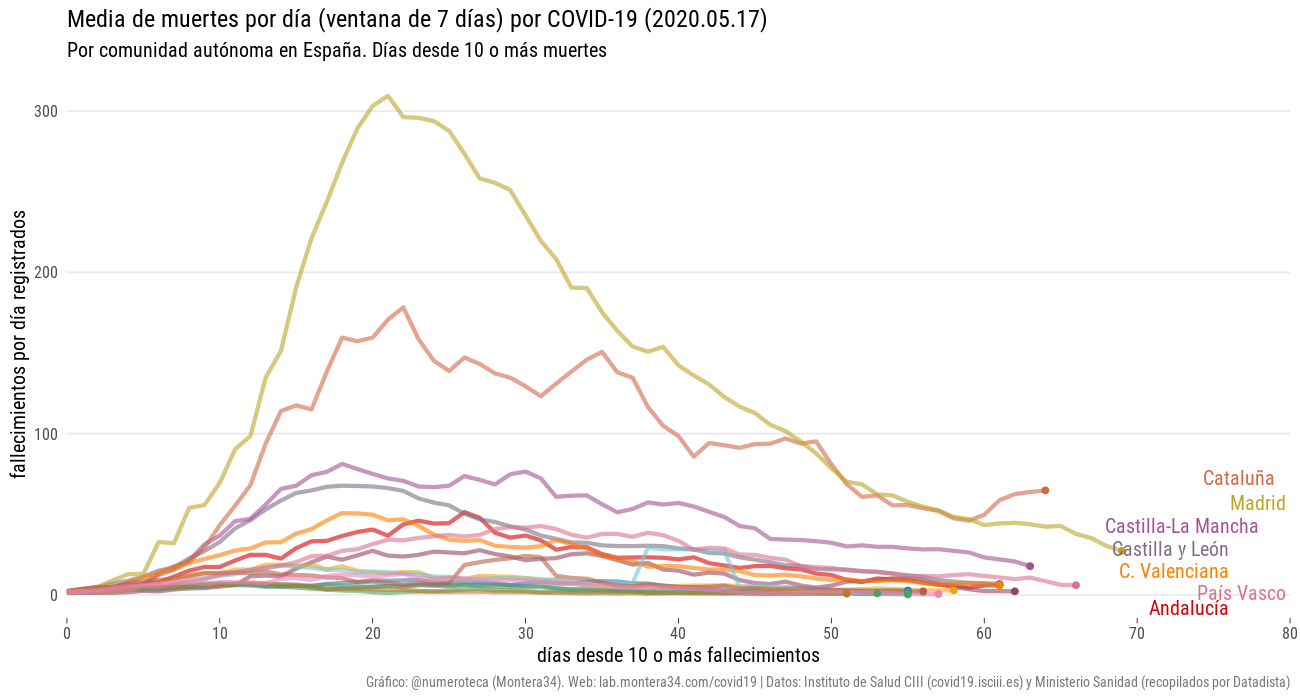 Media de muertes por día (ventana de 7 días) por COVID-19 (2020.05.17)
Por comunidad autónoma en España. Días desde 10 o más muertes
fallecimientos por día registrados
300
200
100
0
Cataluña
Madrid
Castilla-La Mancha
Castilla y León
C. Valenciana
País Vasco
Andalucía
0 10 20 30 40 50 60 70 80
días desde 10 o más fallecimientos
Gráfico: @numeroteca (Montera34). Web: lab.montera34.com/covid19 | Datos: Instituto de Salud CIII (covid19.isciii.es) y Ministerio Sanidad (recopilados por Datadista)